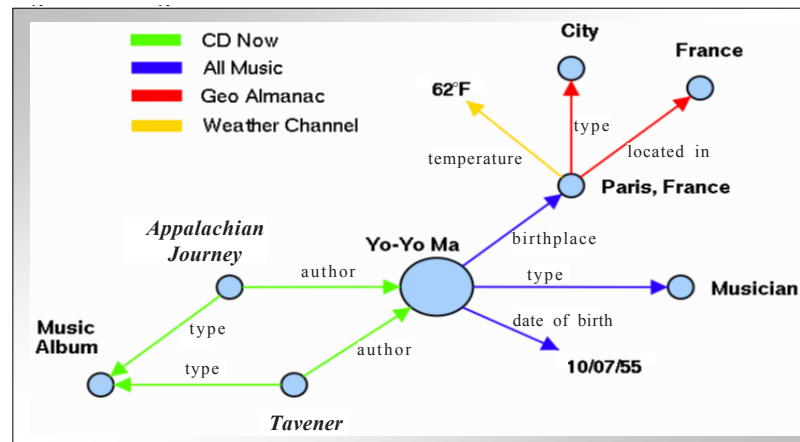 CD Now
All Music
Geo Almanac
Weather Channel
City
France
62°F
type
temperature
located in
Paris, France
birthplace
Appalachian
Journey
Yo-Yo Ma
author
type
Musician
type
date of birth
Music
Album
author
type
10/07/55
Tavener